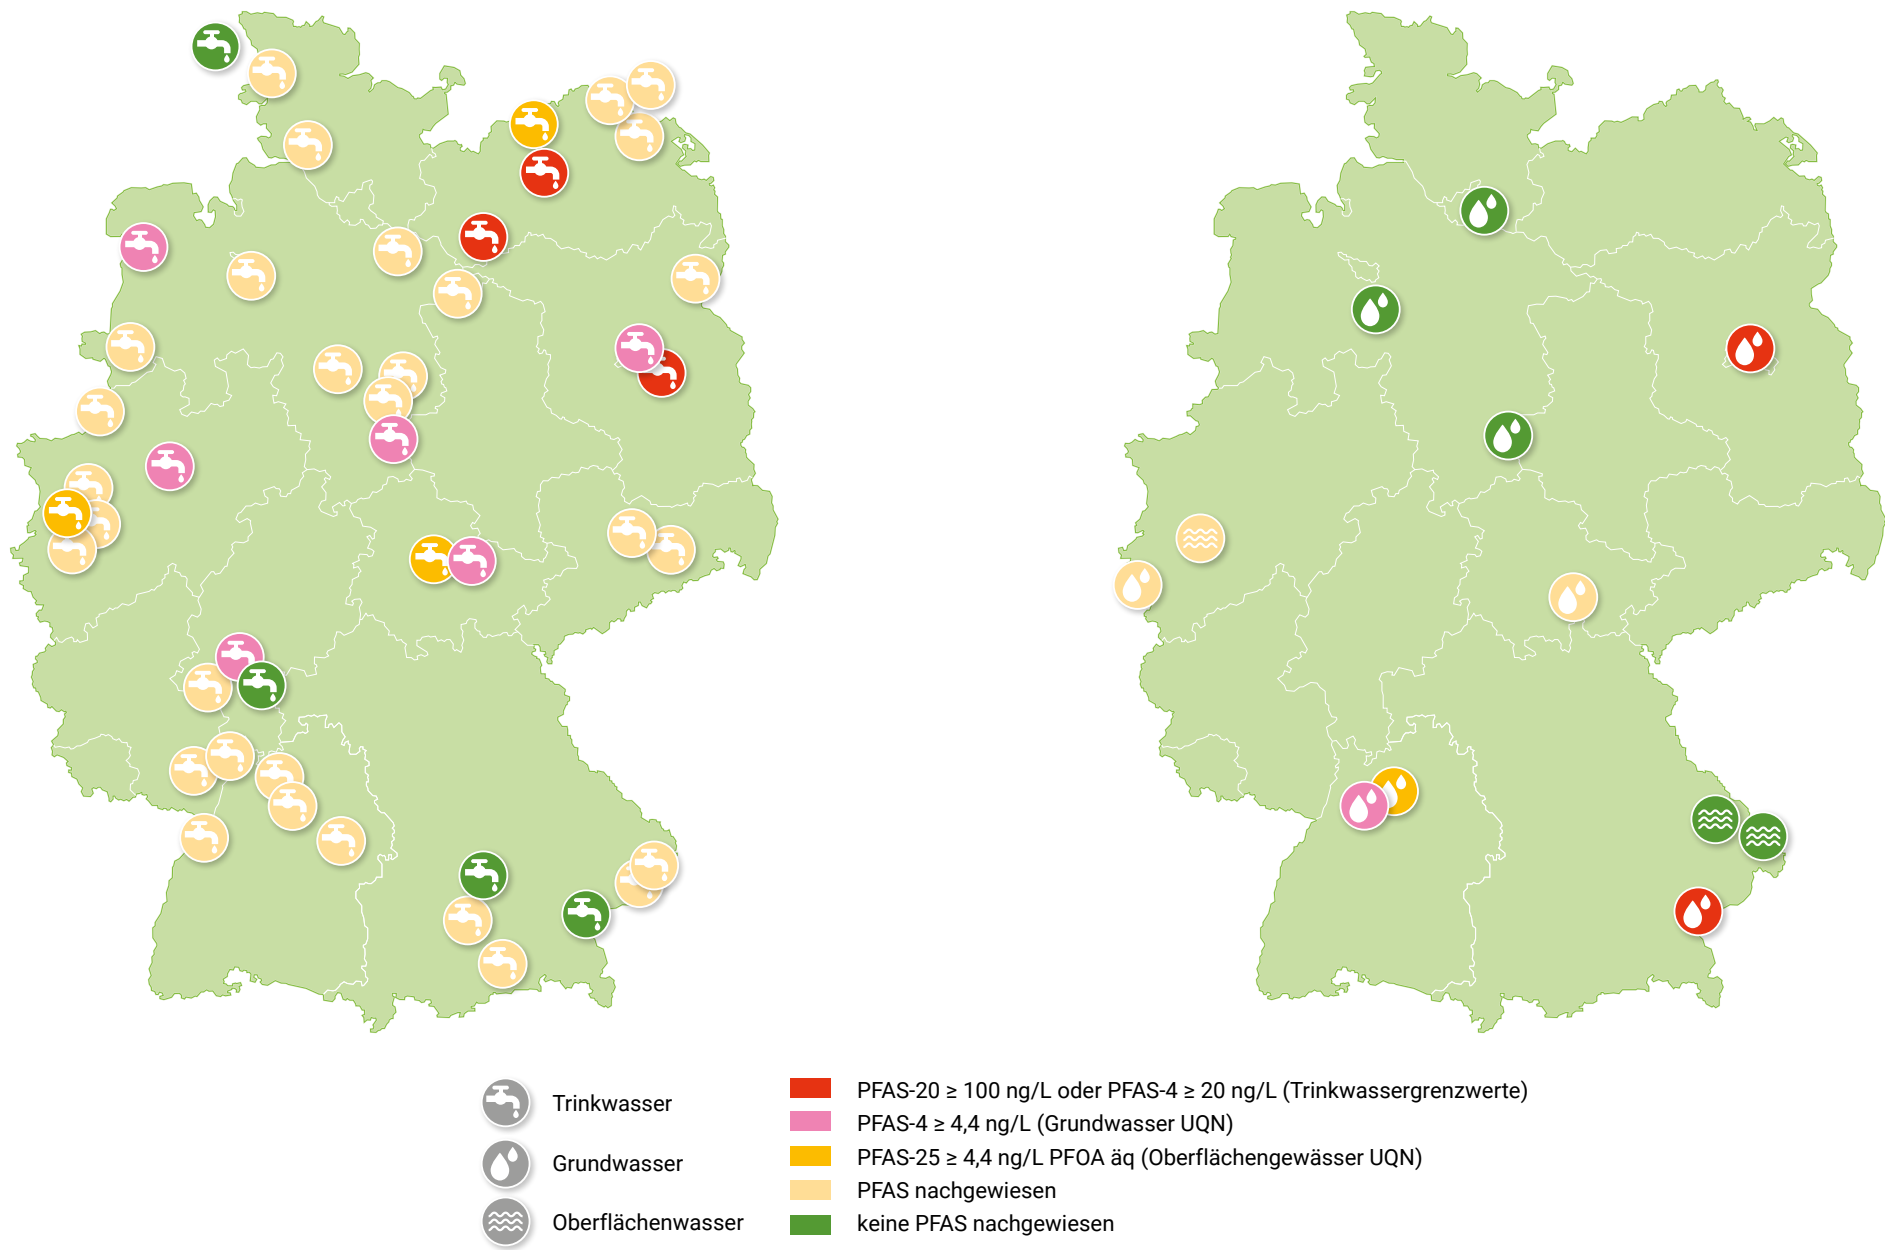 Trinkwasser
Grundwasser
Oberflächenwasser
PFAS-20 ≥ 100 ng/L oder PFAS-4 ≥ 20 ng/L (Trinkwassergrenzwerte)
PFAS-4 ≥ 4,4 ng/L (Grundwasser UQN)
PFAS-25 ≥ 4,4 ng/L PFOA äq (Oberflächengewässer UQN)
PFAS nachgewiesen
keine PFAS nachgewiesen